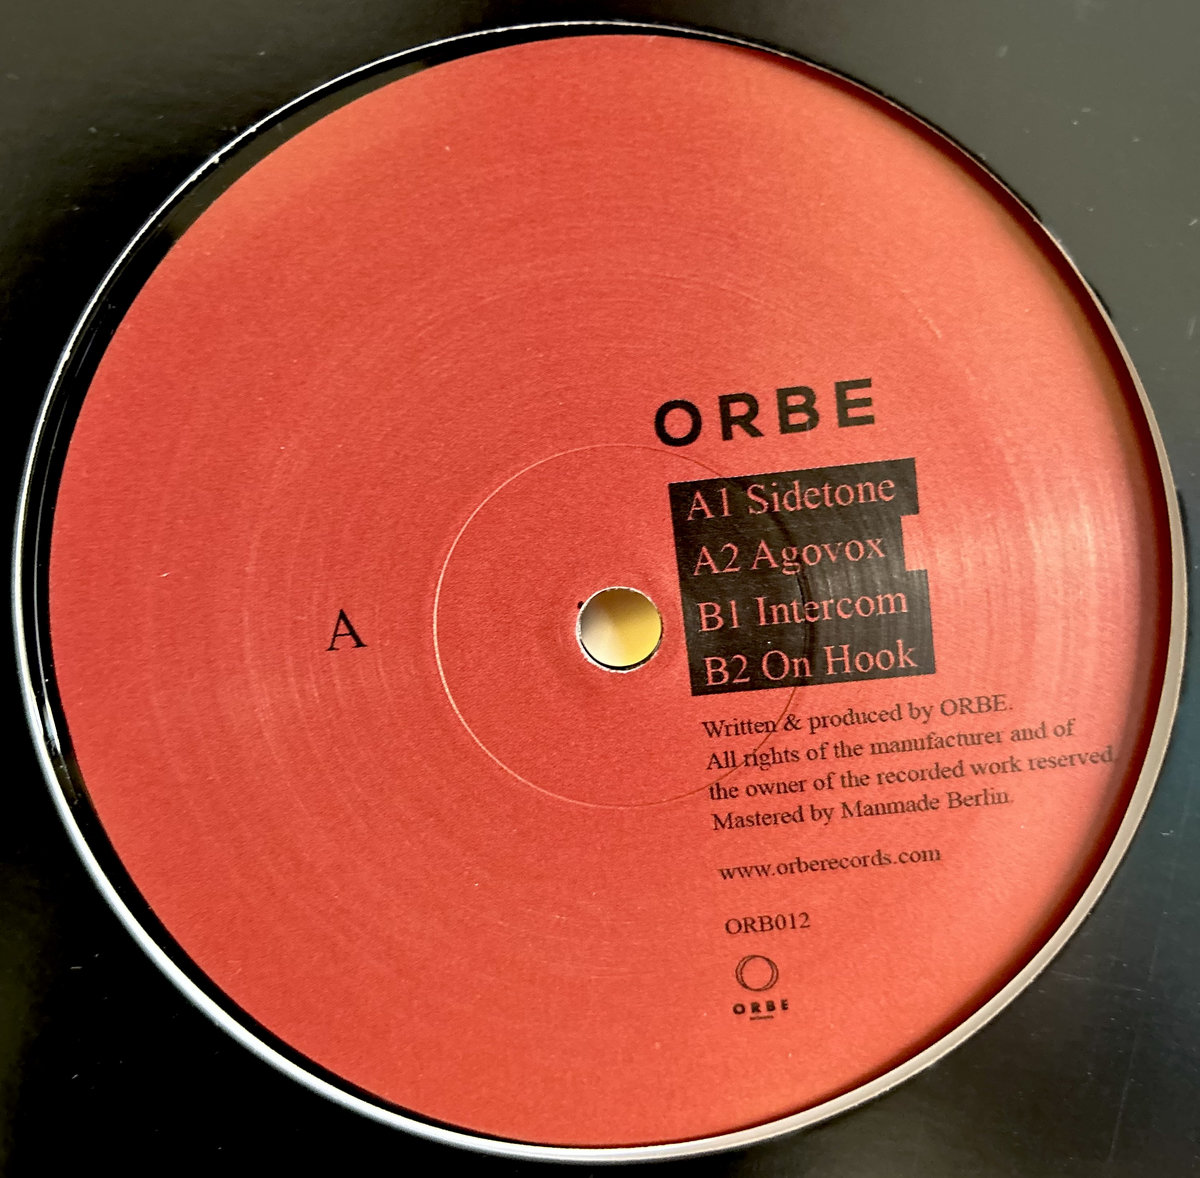 ORBE
A1 Sidetone
A2 Agovox
B1 Intercom
B2 On Hook
A
Written & produced by ORBE.
All rights of the manufacturer and of
the owner of the recorded work reserved.
Mastered by Manmade Berlin.
www.orberecords.com
ORB012
ORBE